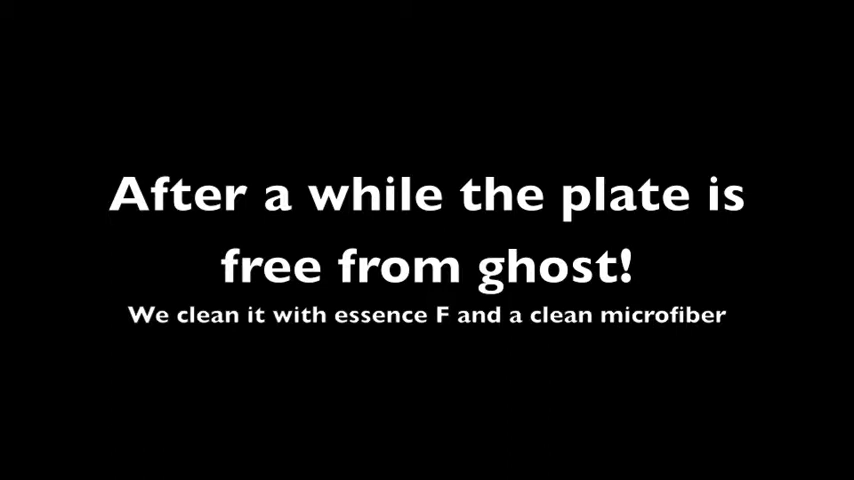 After a while the plate is
free from ghost!
We clean it with essence F and a clean microfiber